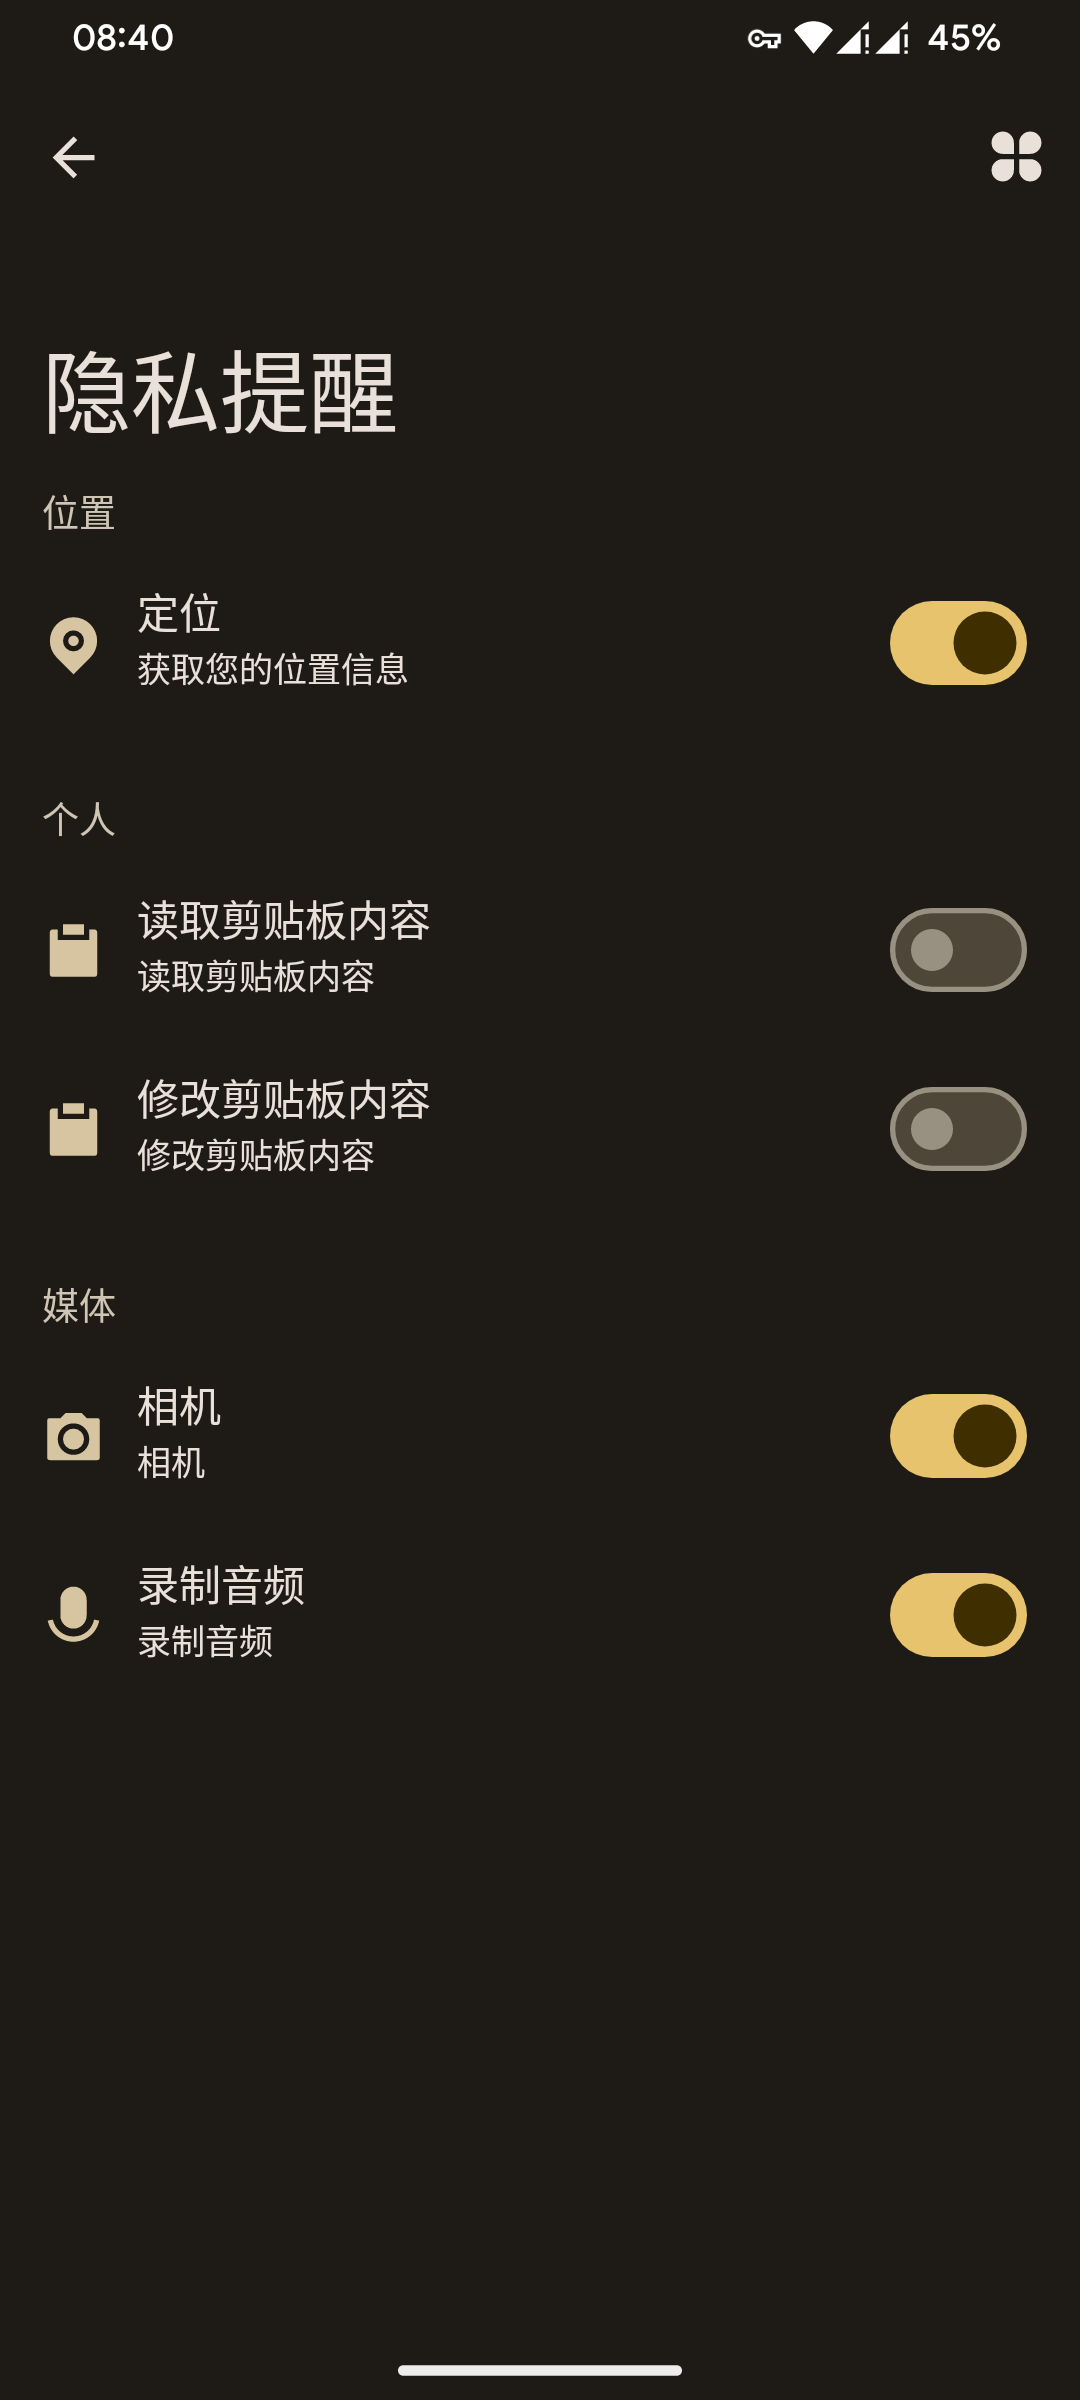 08:40
45%
隐私提醒
位置
定位
获取您的位置信息
个人
读取剪贴板内容
读取剪贴板内容
修改剪贴板内容
修改剪贴板内容
媒体
相机
相机
录制音频
录制音频